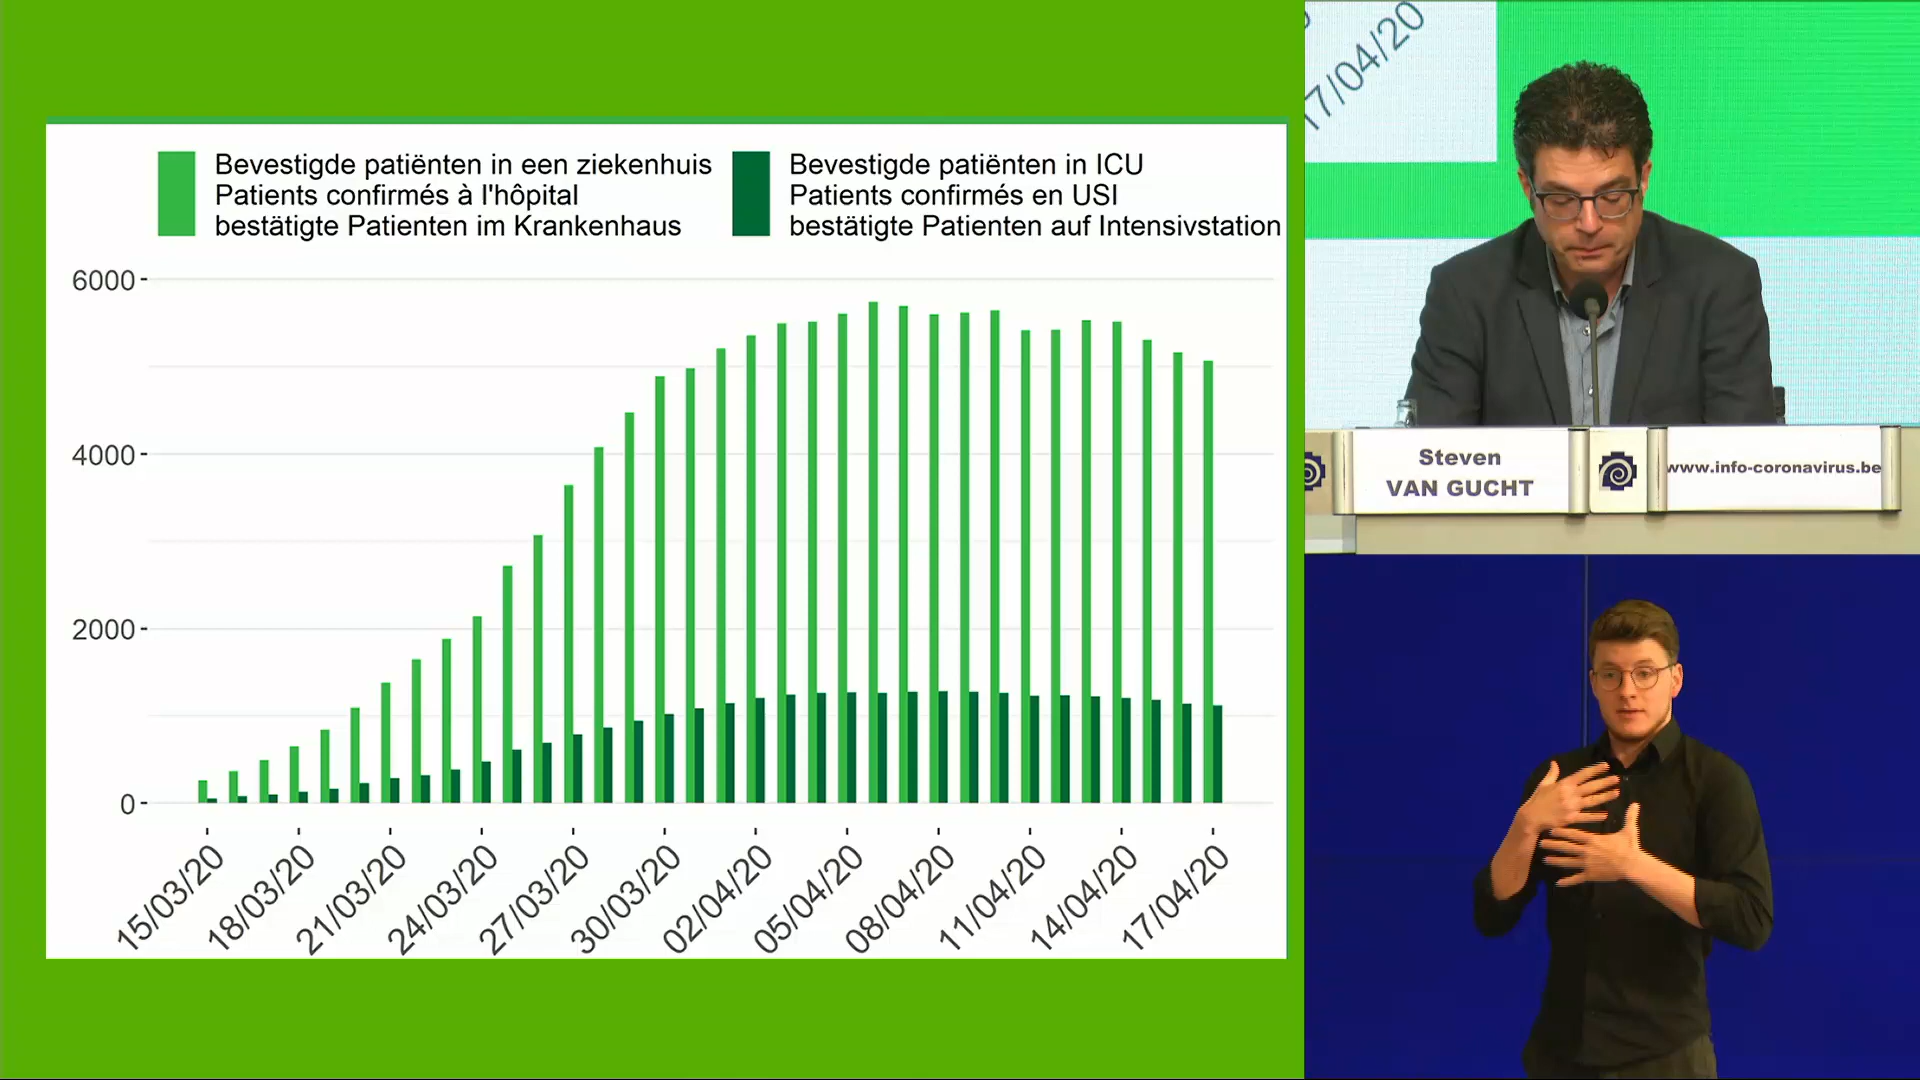 Bevestigde patiënten in een ziekenhuis
Patients confirmés à l'hôpital
bestätigte Patienten im Krankenhaus
Bevestigde patiënten in ICU
Patients confirmés en USI
bestätigte Patienten auf Intensivstation
6000
4000
2000
0
15/03/20
18/03/20
21/03/20
24/03/20
27/03/20
30/03/20
02/04/20
05/04/20
08/04/20
11/04/20
14/04/20
17/04/20
17/04/20
Steven
VAN GUCHT
www.info-coronavirus.be